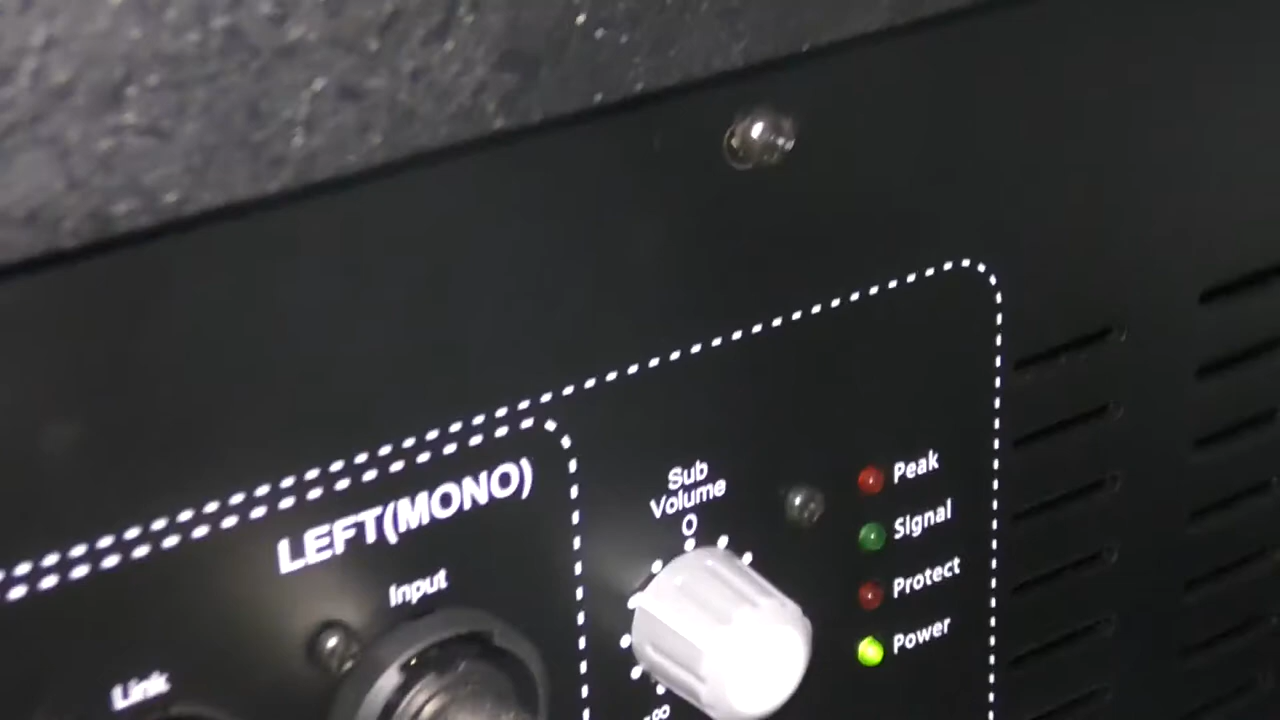 LEFT(MONO)
Input
Link
Sub
Volume
0
∞
Peak
Signal
Protect
Power